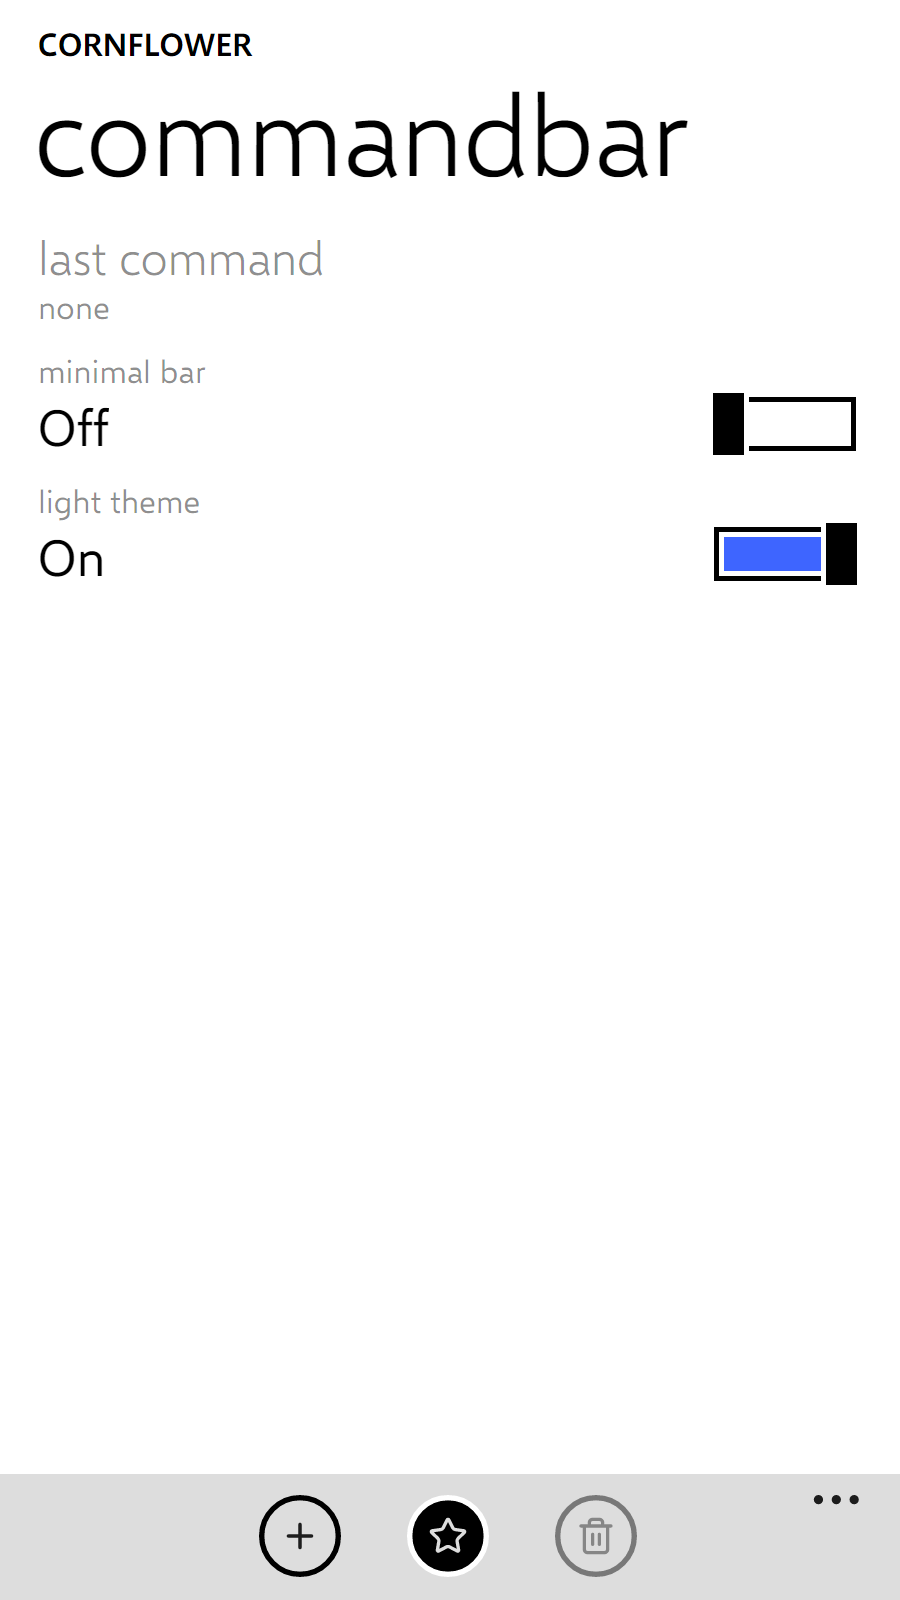 CORNFLOWER
commandbar
last command
none
minimal bar
Off
light theme
On